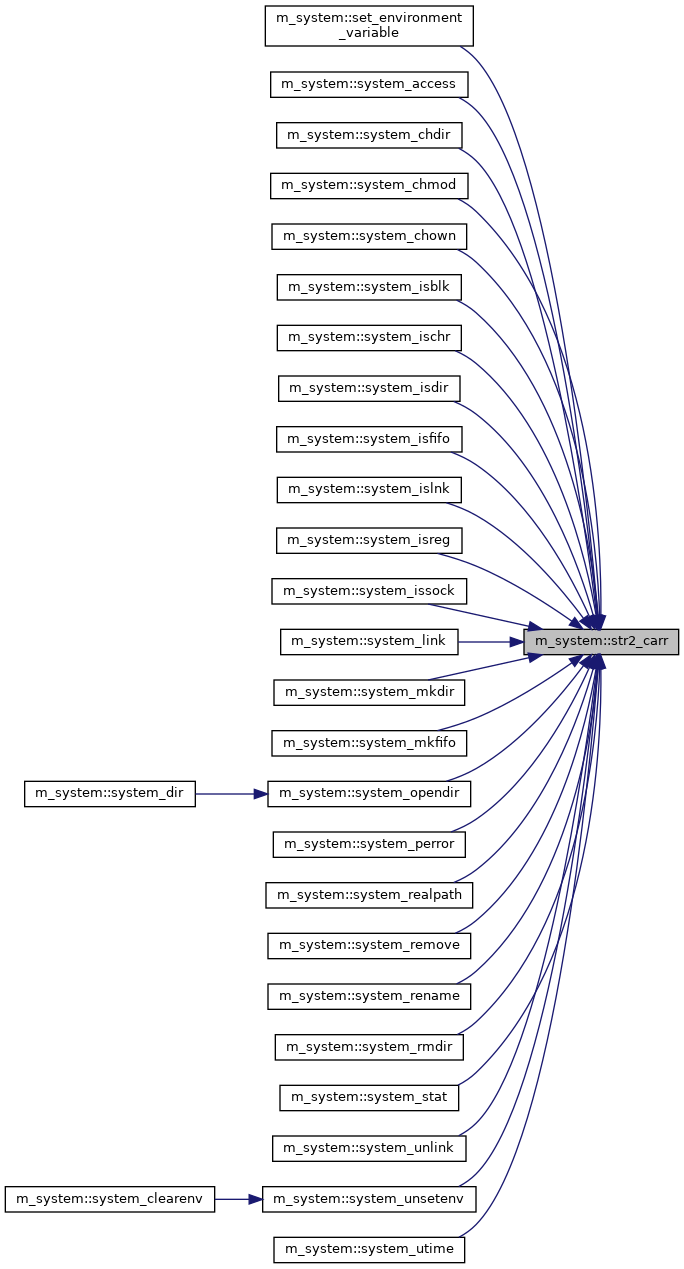 m_system::set_environment
_variable
m_system::system_access
m_system::system_chdir
m_system::system_chmod
m_system::system_chown
m_system::system_isblk
m_system::system_ischr
m_system::system_isdir
m_system::system_isfifo
m_system::system_islnk
m_system::system_isreg
m_system::system_issock
m_system::system_link
m_system::str2_carr
m_system::system_mkdir
m_system::system_mkfifo
m_system::system_dir
m_system::system_opendir
m_system::system_perror
m_system::system_realpath
m_system::system_remove
m_system::system_rename
m_system::system_rmdir
m_system::system_stat
m_system::system_unlink
m_system::system_clearenv
m_system::system_unsetenv
m_system::system_utime